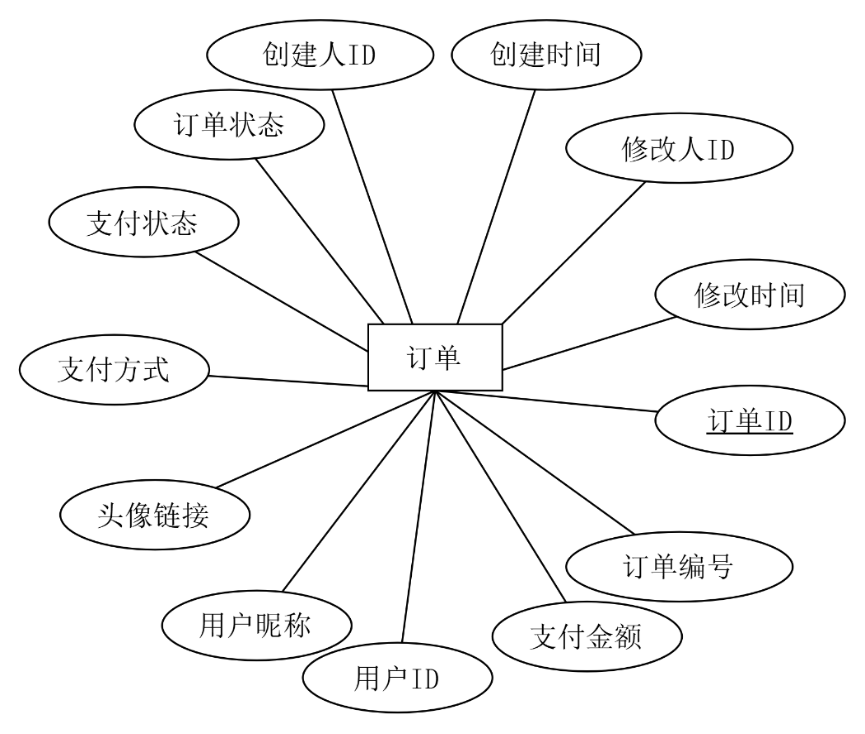 创建人ID
创建时间
订单状态
修改人ID
支付状态
修改时间
订单
支付方式
订单ID
头像链接
订单编号
用户昵称
支付金额
用户ID